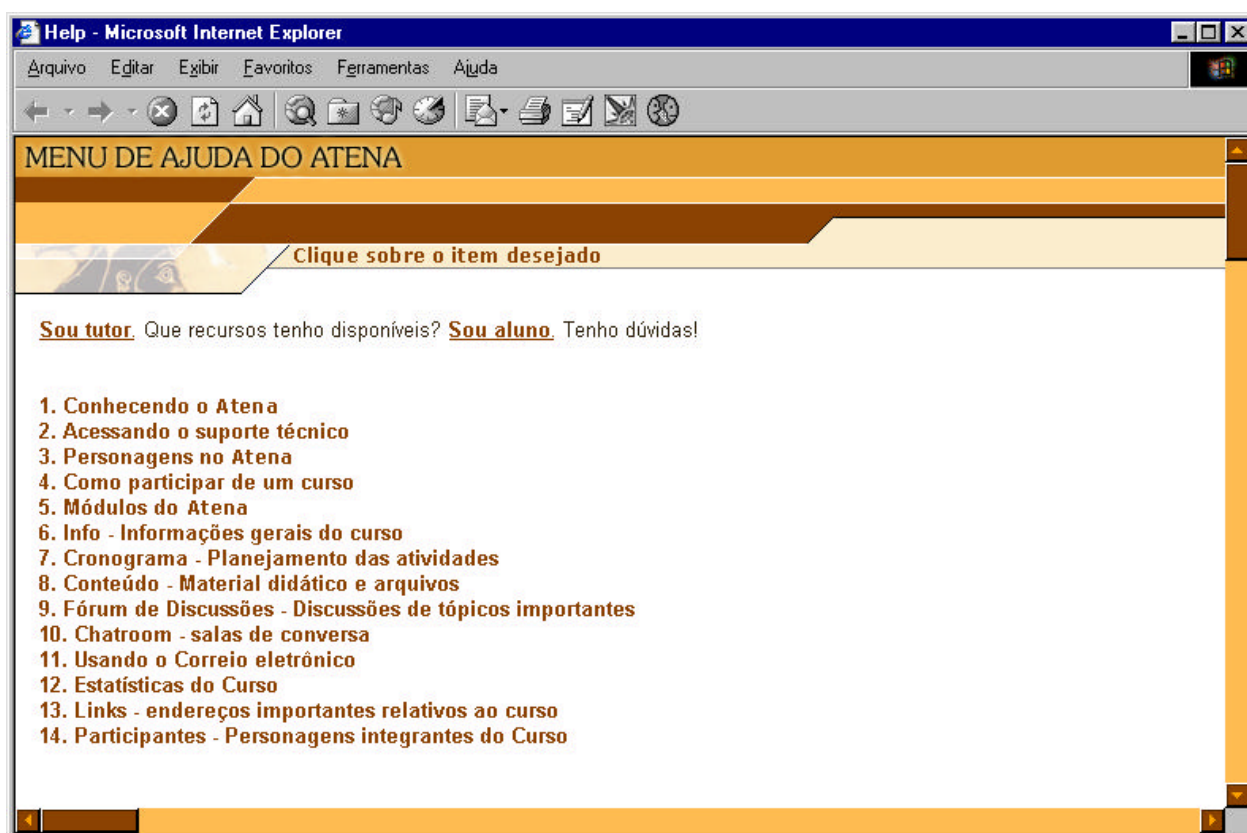 Help - Microsoft Internet Explorer
Arquivo Editar Exibir Favoritos Ferramentas Ajuda
MENU DE AJUDA DO ATENA
Clique sobre o item desejado
Sou tutor. Que recursos tenho disponíveis? Sou aluno. Tenho dúvidas!
1. Conhecendo o Atena
2. Acessando o suporte técnico
3. Personagens no Atena
4. Como participar de um curso
5. Módulos do Atena
6. Info - Informações gerais do curso
7. Cronograma - Planejamento das atividades
8. Conteúdo - Material didático e arquivos
9. Fórum de Discussões - Discussões de tópicos importantes
10. Chatroom - salas de conversa
11. Usando o Correio eletrônico
12. Estatísticas do Curso
13. Links - endereços importantes relativos ao curso
14. Participantes - Personagens integrantes do Curso